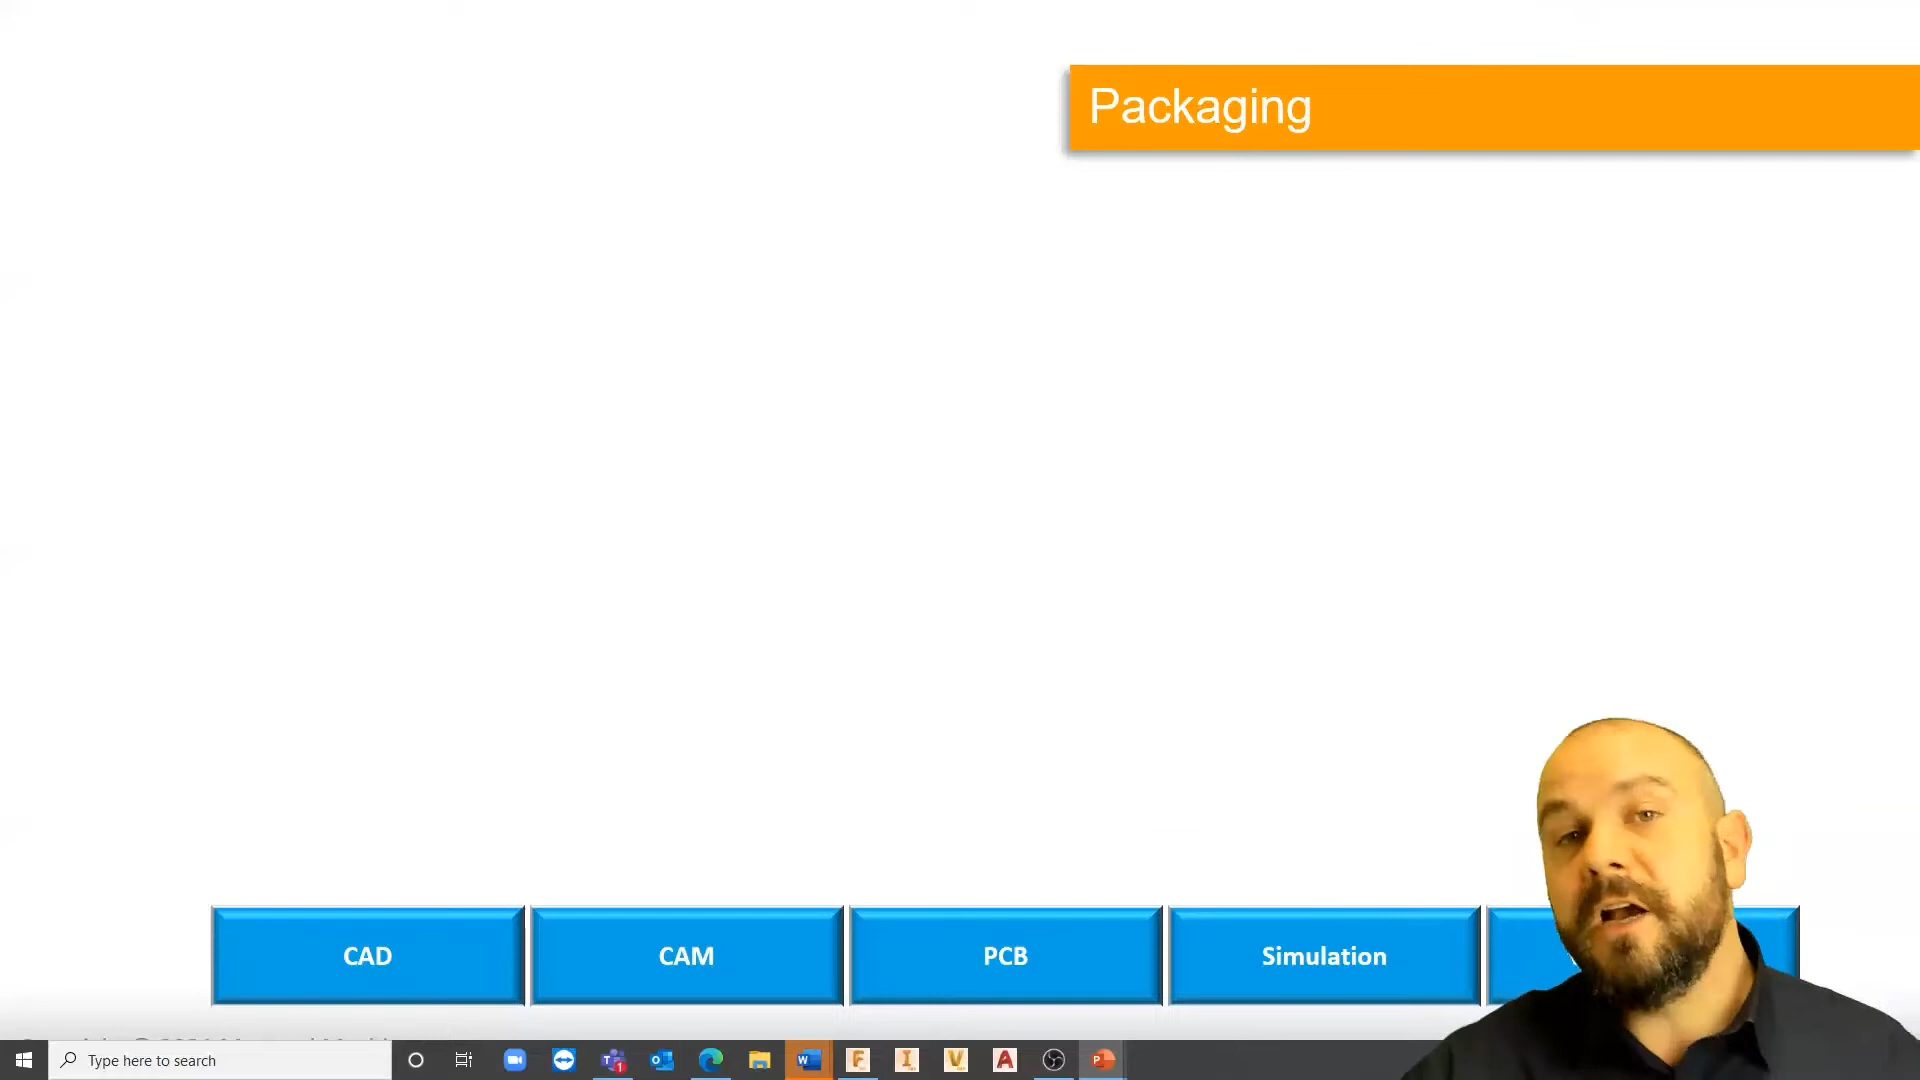 Packaging
CAD
CAM
PCB
Simulation
Type here to search